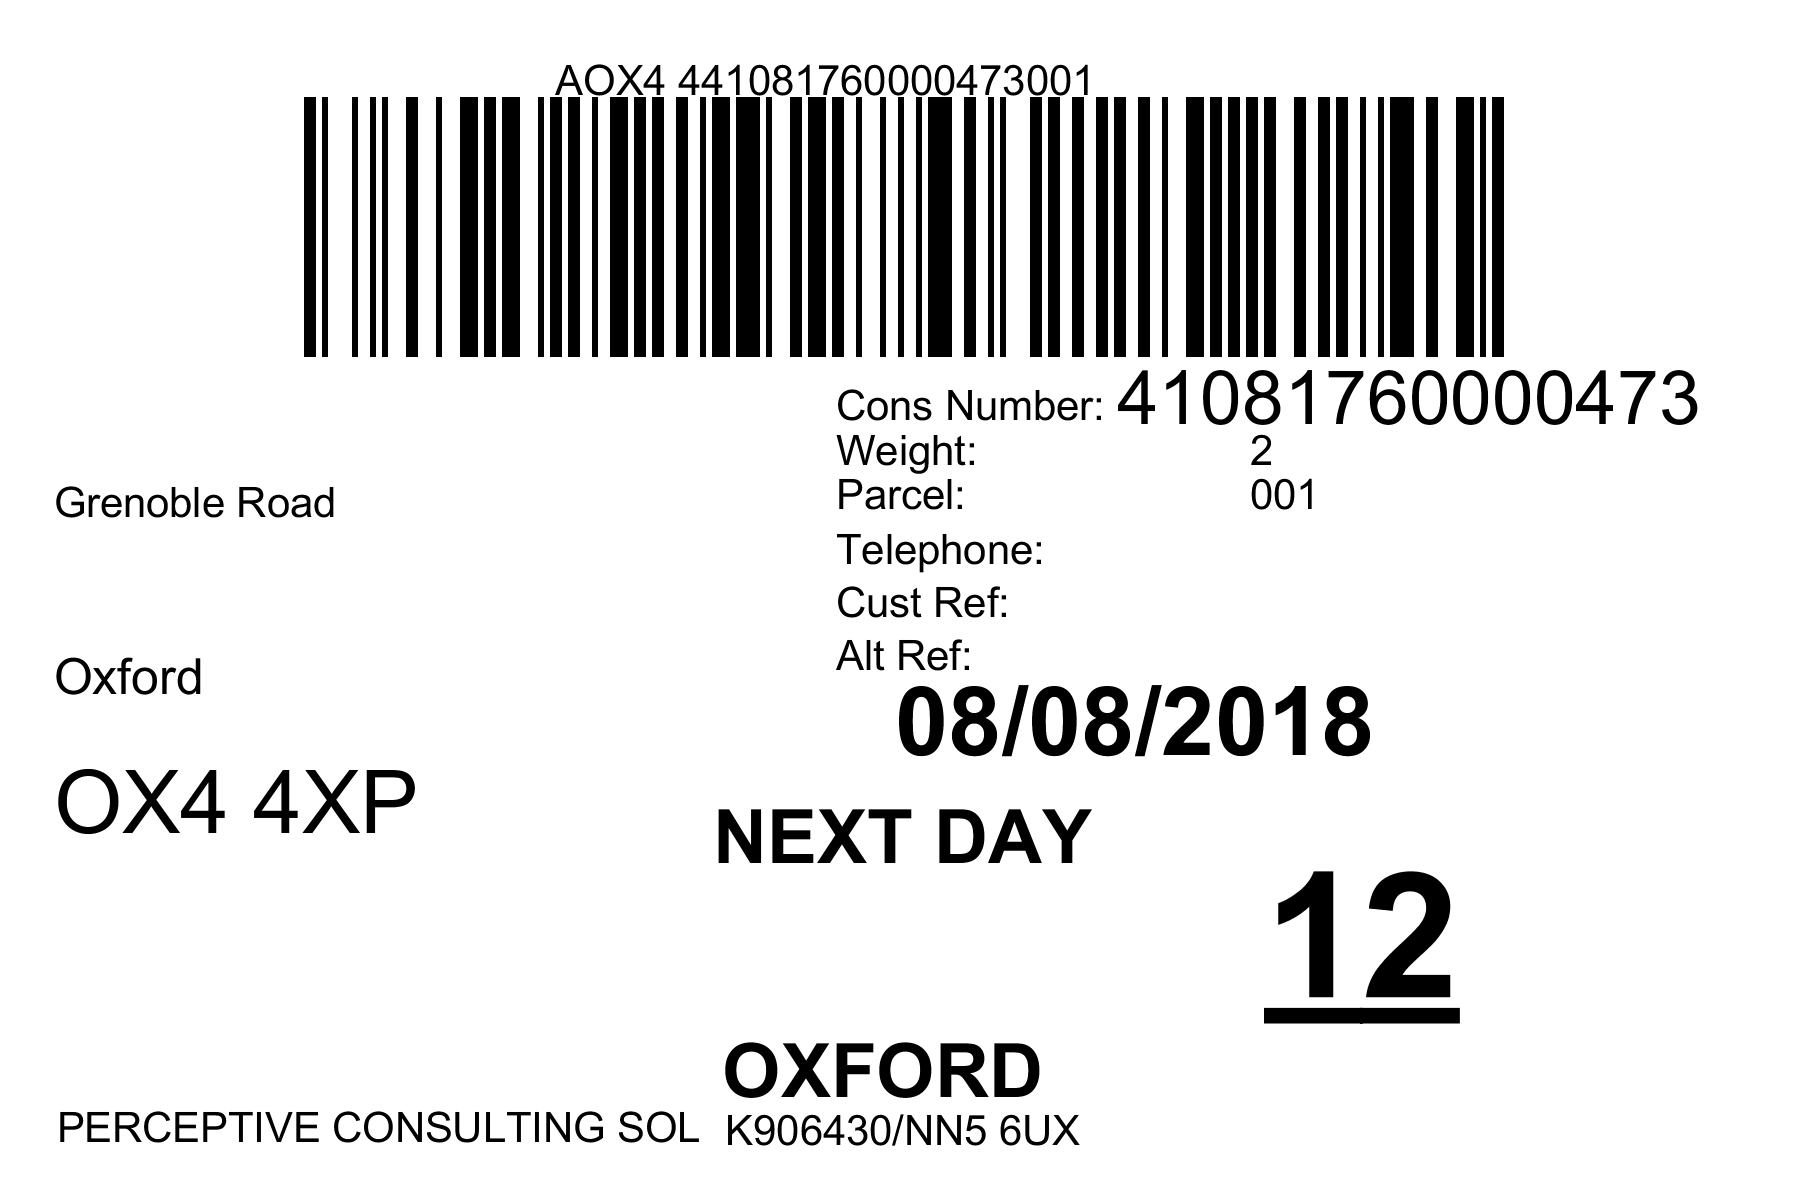 AOX4 441081760000473001
Cons Number: 41081760000473
Weight: 2
Parcel: 001
Telephone:
Cust Ref:
Alt Ref:
Grenoble Road
Oxford
OX4 4XP
08/08/2018
NEXT DAY
12
OXFORD
PERCEPTIVE CONSULTING SOL K906430/NN5 6UX